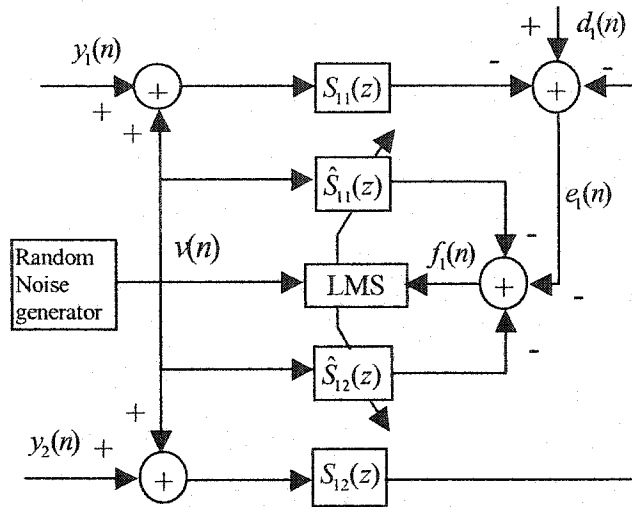 + d₁(n)
y₁(n) - -
+ S₁₁(z) +
+
+
Ŝ₁₁(z)
e₁(n)
Random
Noise
generator
v(n)
-
f₁(n)
LMS + -
Ŝ₁₂(z) -
+
y₂(n) +
+ S₁₂(z)